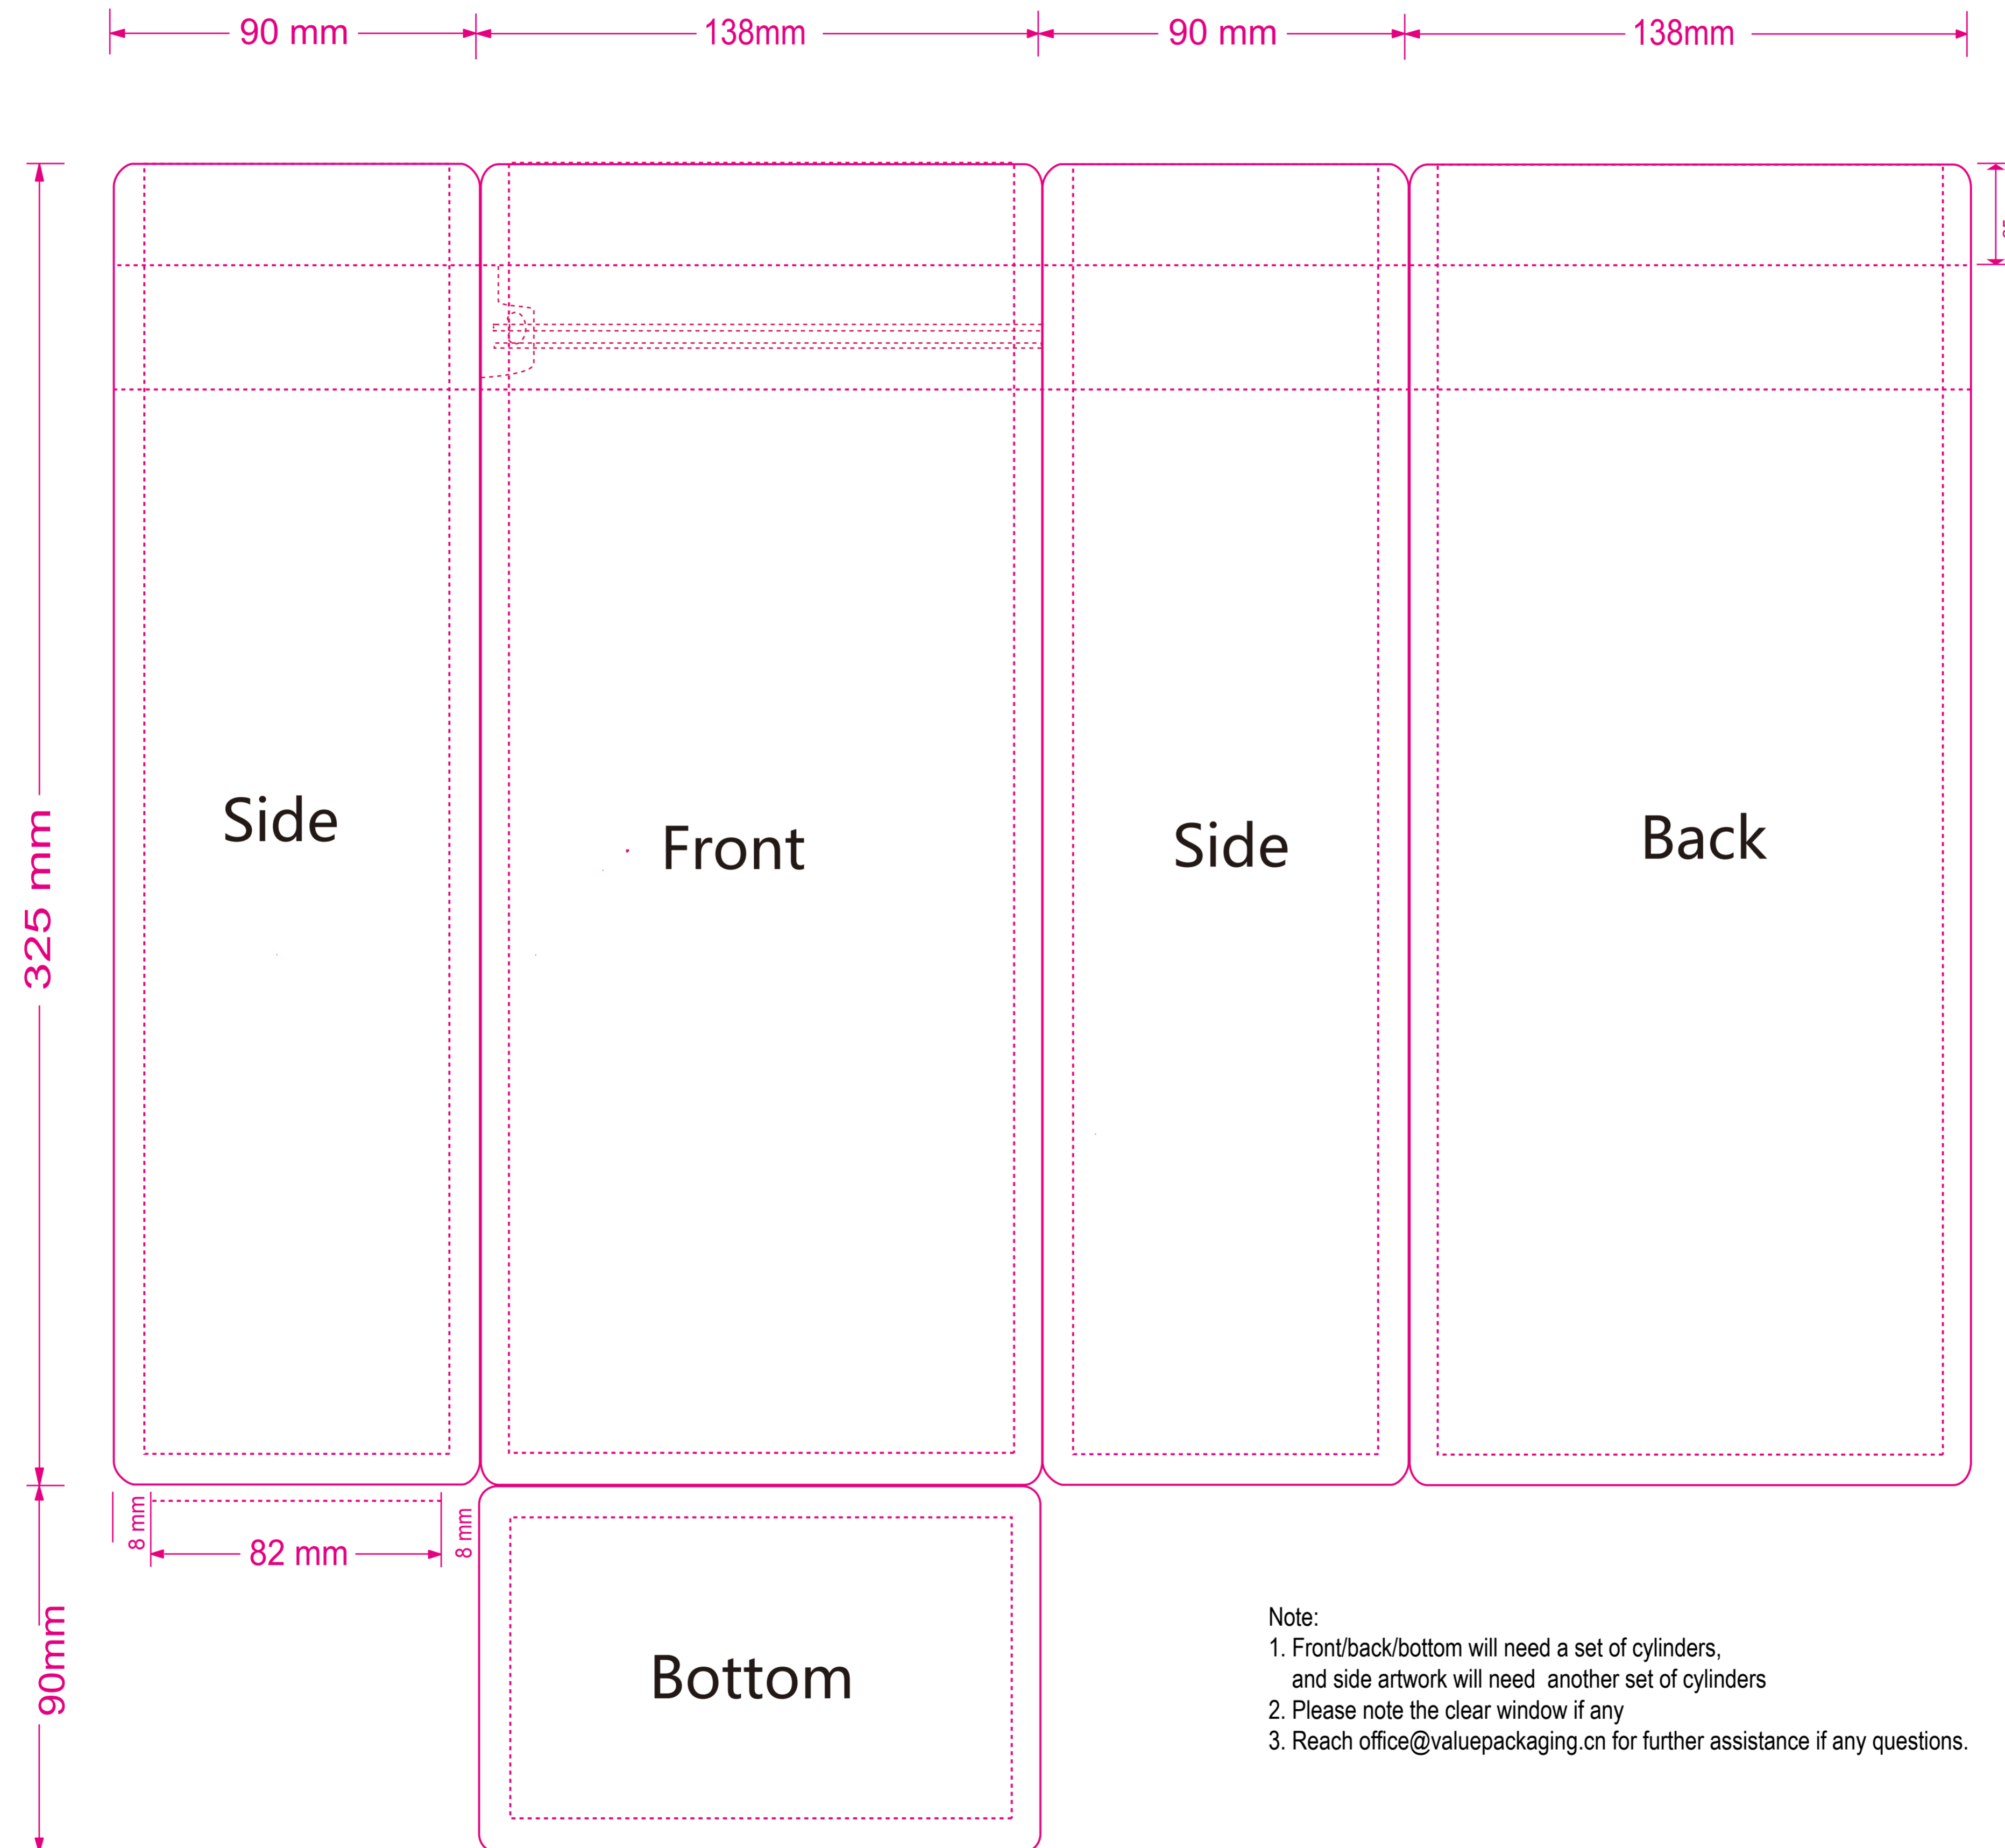 90 mm
138mm
90 mm
138mm
325 mm
Side
Front
Side
Back
8 mm
82 mm
8 mm
90mm
Bottom
Note:
1. Front/back/bottom will need a set of cylinders,
and side artwork will need another set of cylinders
2. Please note the clear window if any
3. Reach office@valuepackaging.cn for further assistance if any questions.